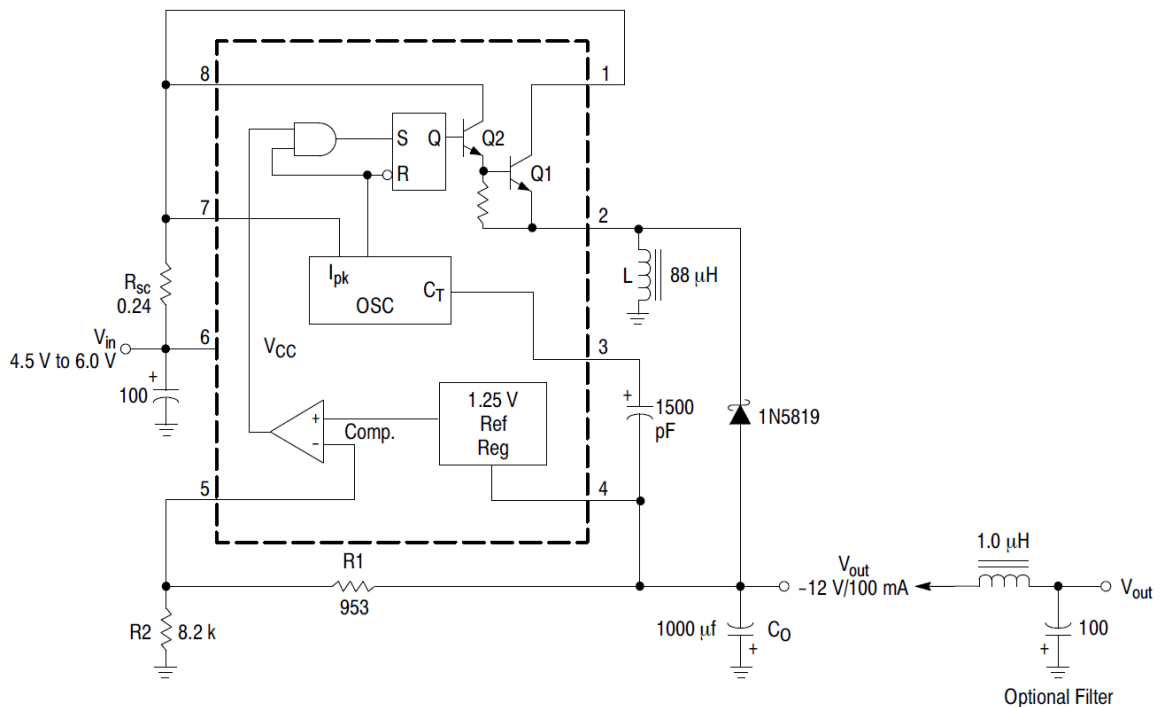 8
1
S Q
Q2
R
Q1
7
2
Ipk
CT
OSC
L 88 μH
Rsc
0.24
Vin
4.5 V to 6.0 V
6
VCC
3
+
100
1.25 V
Ref
Reg
+
1500
pF
1N5819
+
Comp.
–
5
4
R1
953
1.0 μH
Vout
–12 V/100 mA
Vout
R2 8.2 k
1000 μf
CO
+
100
+
Optional Filter